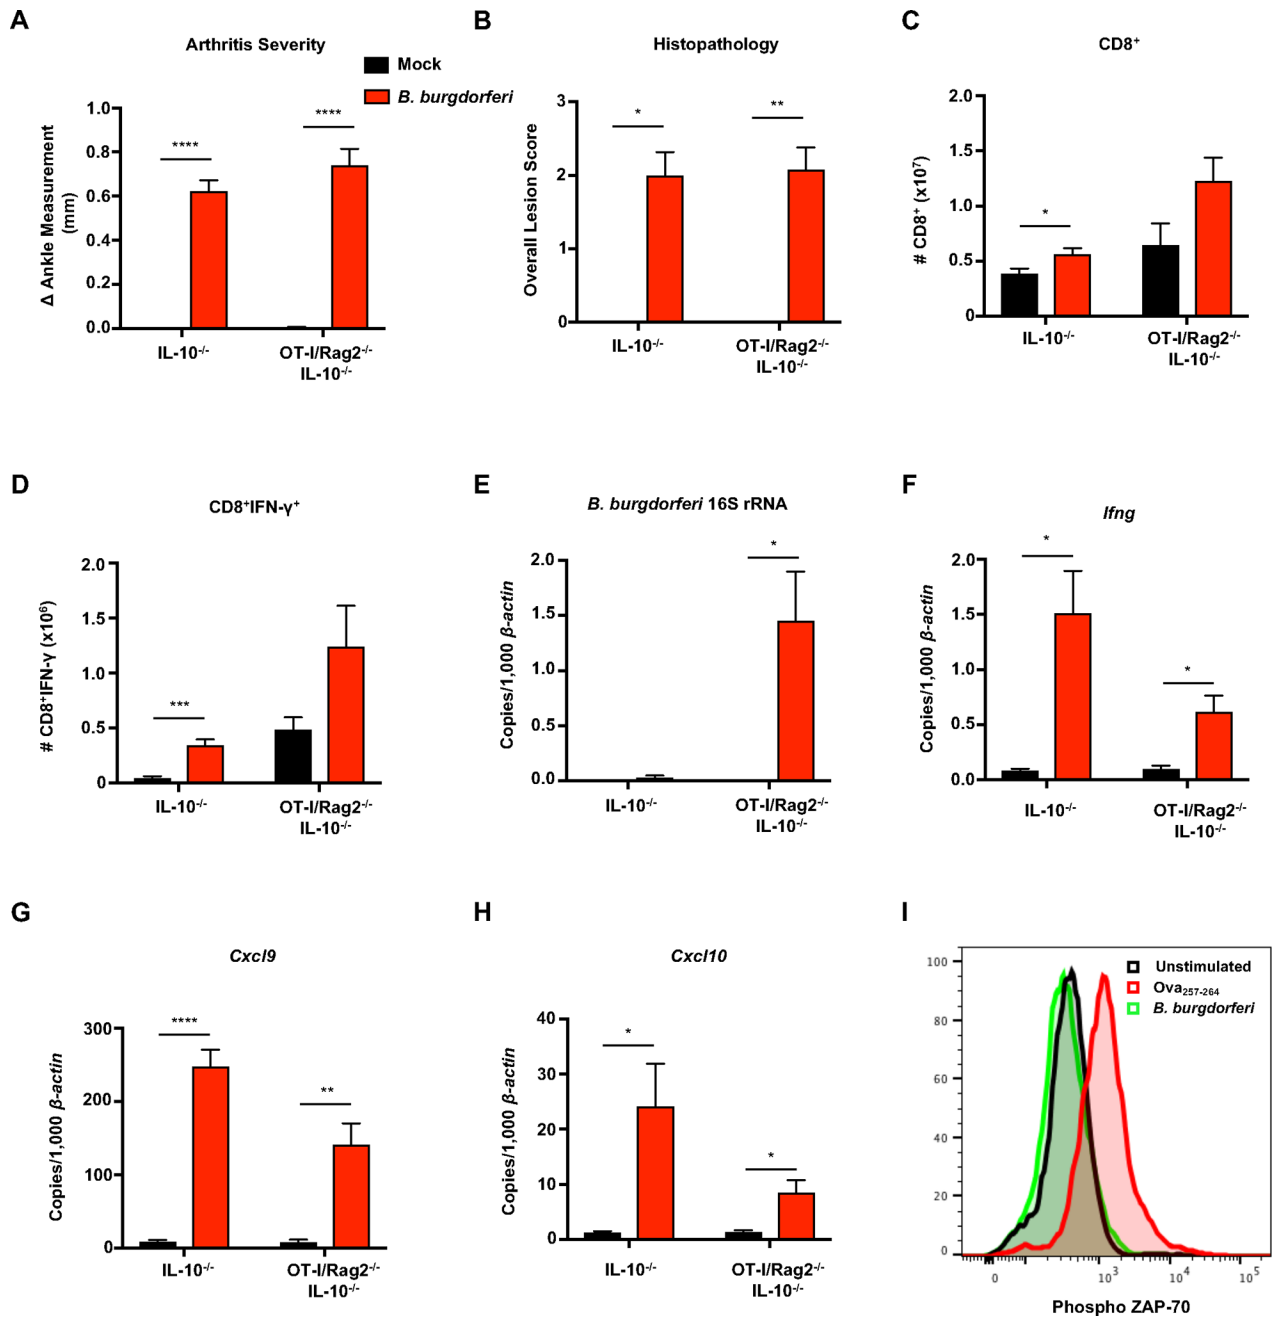 A
Arthritis Severity
Mock
B. burgdorferi
Δ Ankle Measurement
(mm)
1.0
0.8
0.6
0.4
0.2
0.0
****
****
IL-10-/-
OT-I/Rag2-/-
IL-10-/-
B
Histopathology
Overall Lesion Score
3
2
1
0
*
**
IL-10-/-
OT-I/Rag2-/-
IL-10-/-
C
CD8+
# CD8+ (x10⁷)
2.0
1.5
1.0
0.5
0
*
IL-10-/-
OT-I/Rag2-/-
IL-10-/-
D
CD8+IFN-γ+
# CD8+IFN-γ (x10⁶)
2.0
1.5
1.0
0.5
0
***
IL-10-/-
OT-I/Rag2-/-
IL-10-/-
E
B. burgdorferi 16S rRNA
Copies/1,000 β-actin
2.0
1.5
1.0
0.5
0.0
*
IL-10-/-
OT-I/Rag2-/-
IL-10-/-
F
Ifng
Copies/1,000 β-actin
2.0
1.5
1.0
0.5
0.0
*
*
IL-10-/-
OT-I/Rag2-/-
IL-10-/-
G
Cxcl9
Copies/1,000 β-actin
300
200
100
0
****
**
IL-10-/-
OT-I/Rag2-/-
IL-10-/-
H
Cxcl10
Copies/1,000 β-actin
40
30
20
10
0
*
*
IL-10-/-
OT-I/Rag2-/-
IL-10-/-
I
Unstimulated
Ova257-264
B. burgdorferi
100
80
60
40
20
0
0
10³
10⁴
10⁵
Phospho ZAP-70